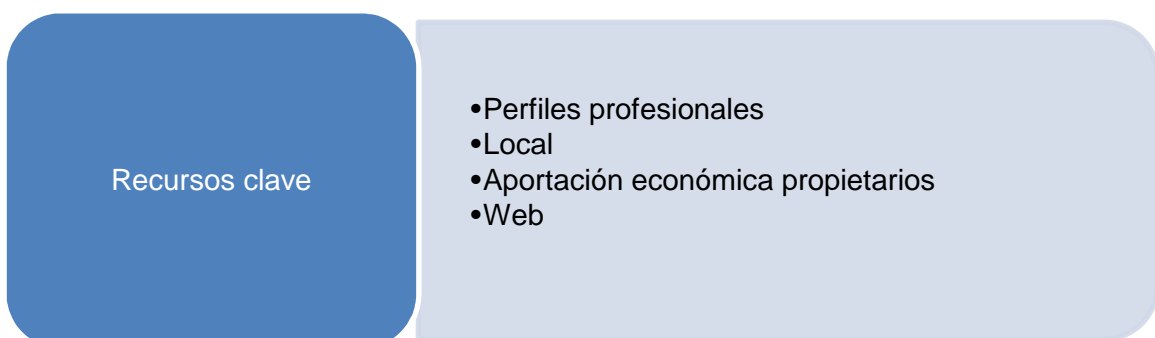 Recursos clave
•Perfiles profesionales
•Local
•Aportación económica propietarios
•Web